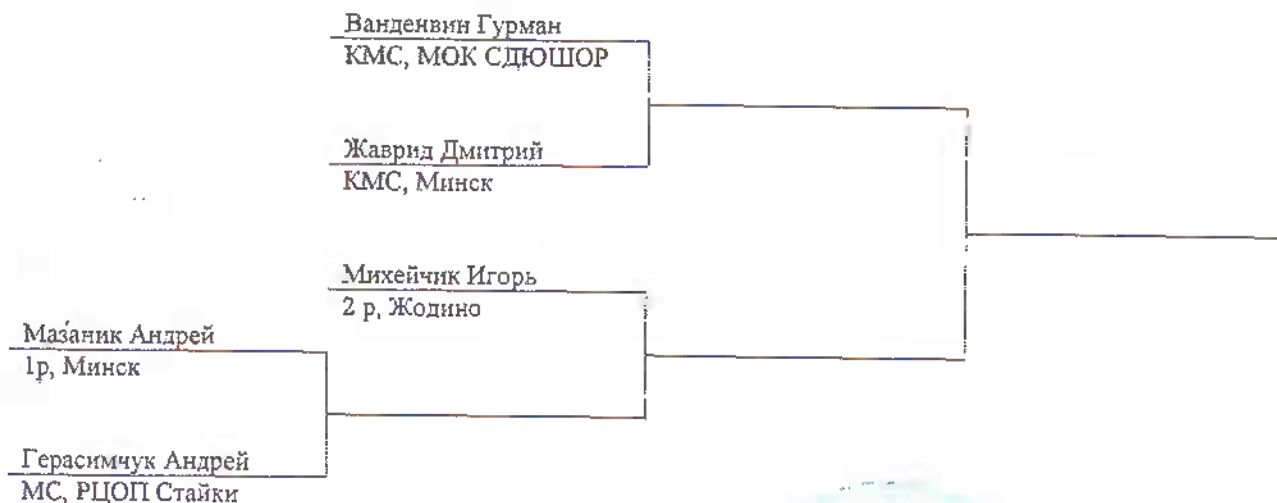 Ванденвин Гурман
КМС, МОК СДЮШОР
Жаврид Дмитрий
КМС, Минск
Михейчик Игорь
2 р, Жодино
Мазаник Андрей
1р, Минск
Герасимчук Андрей
МС, РЦОП Стайки